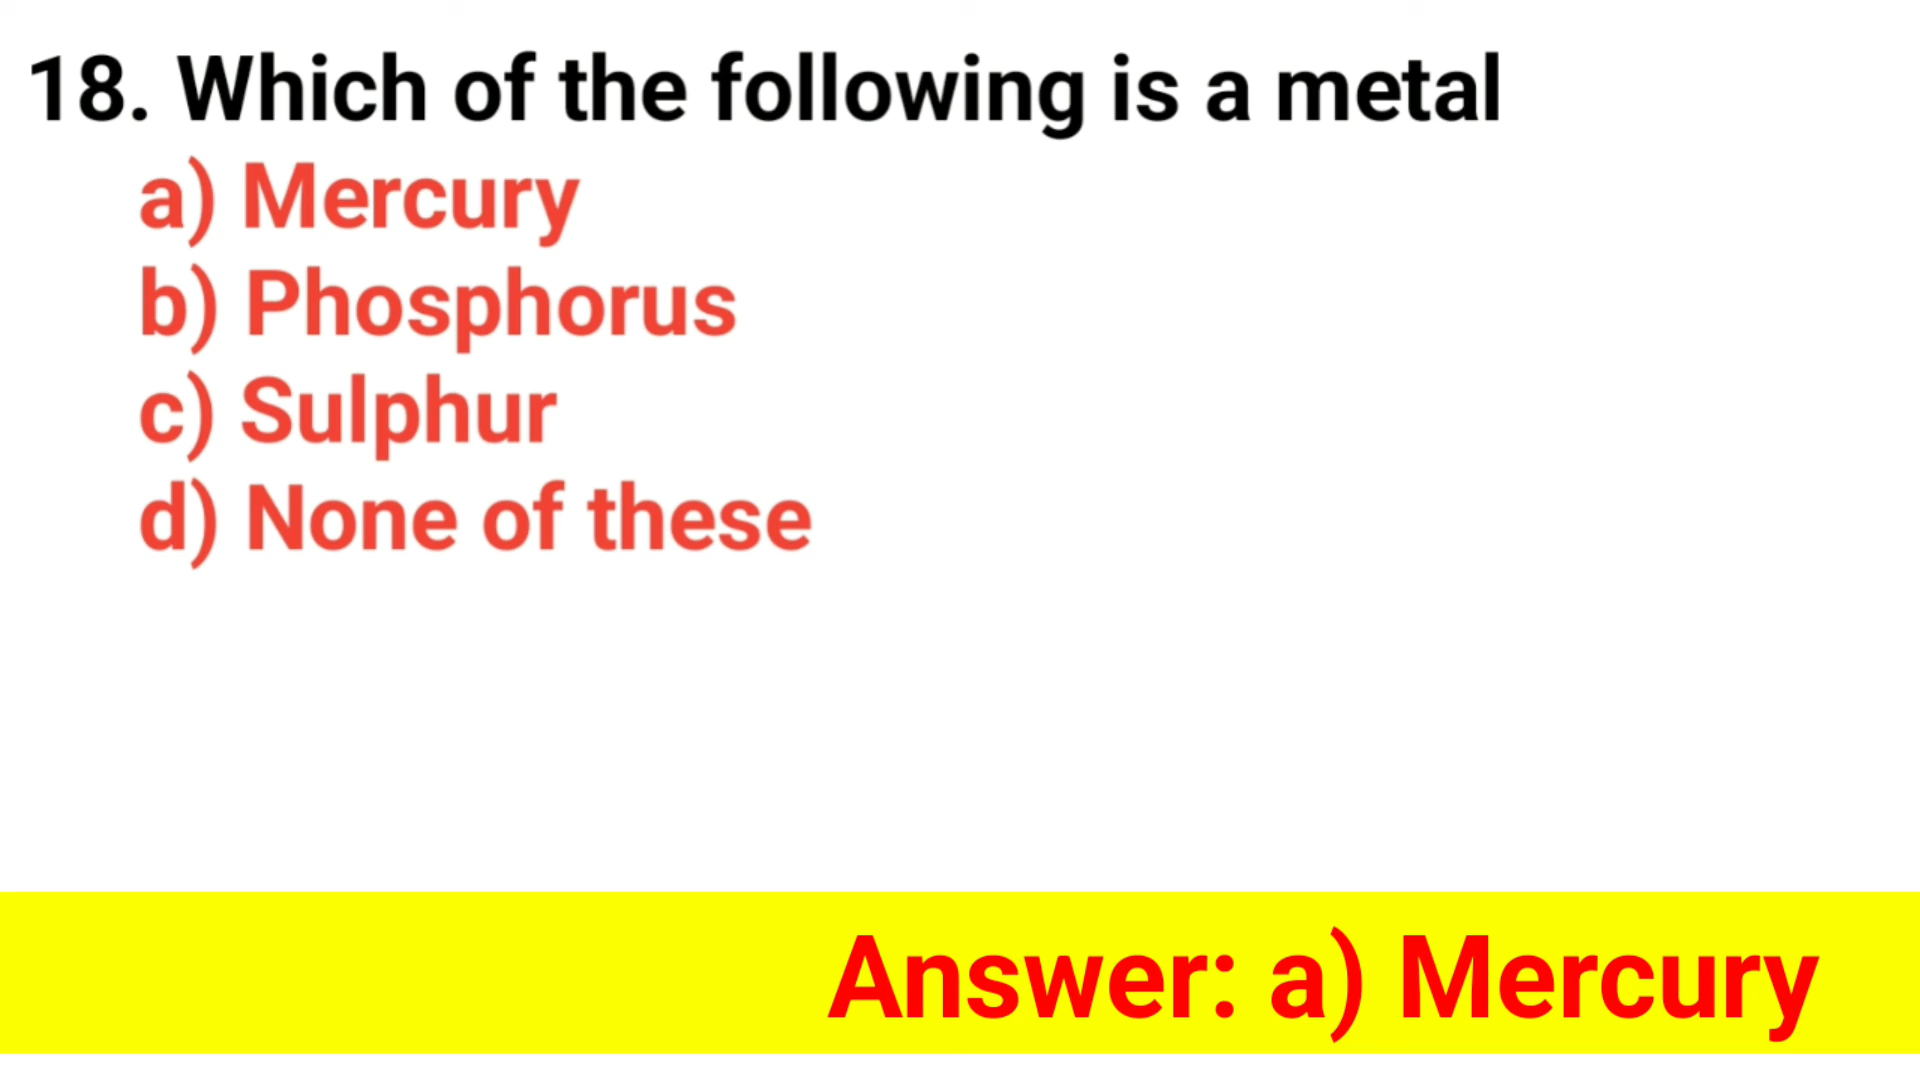 18. Which of the following is a metal
a) Mercury
b) Phosphorus
c) Sulphur
d) None of these
Answer: a) Mercury